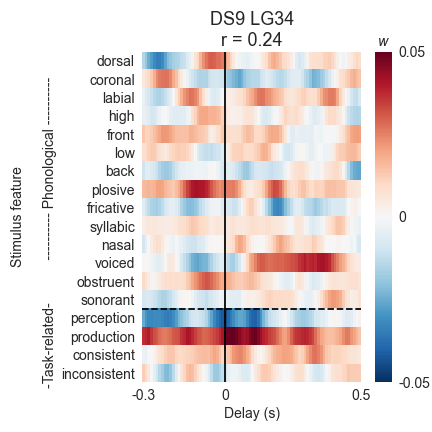 DS9 LG34
r = 0.24
w
dorsal
coronal
labial
high
front
low
back
plosive
fricative
syllabic
nasal
voiced
obstruent
sonorant
perception
production
consistent
inconsistent
Stimulus feature
-Task-related- ---------- Phonological ----------
0.05
0
-0.05
-0.3 0 0.5
Delay (s)